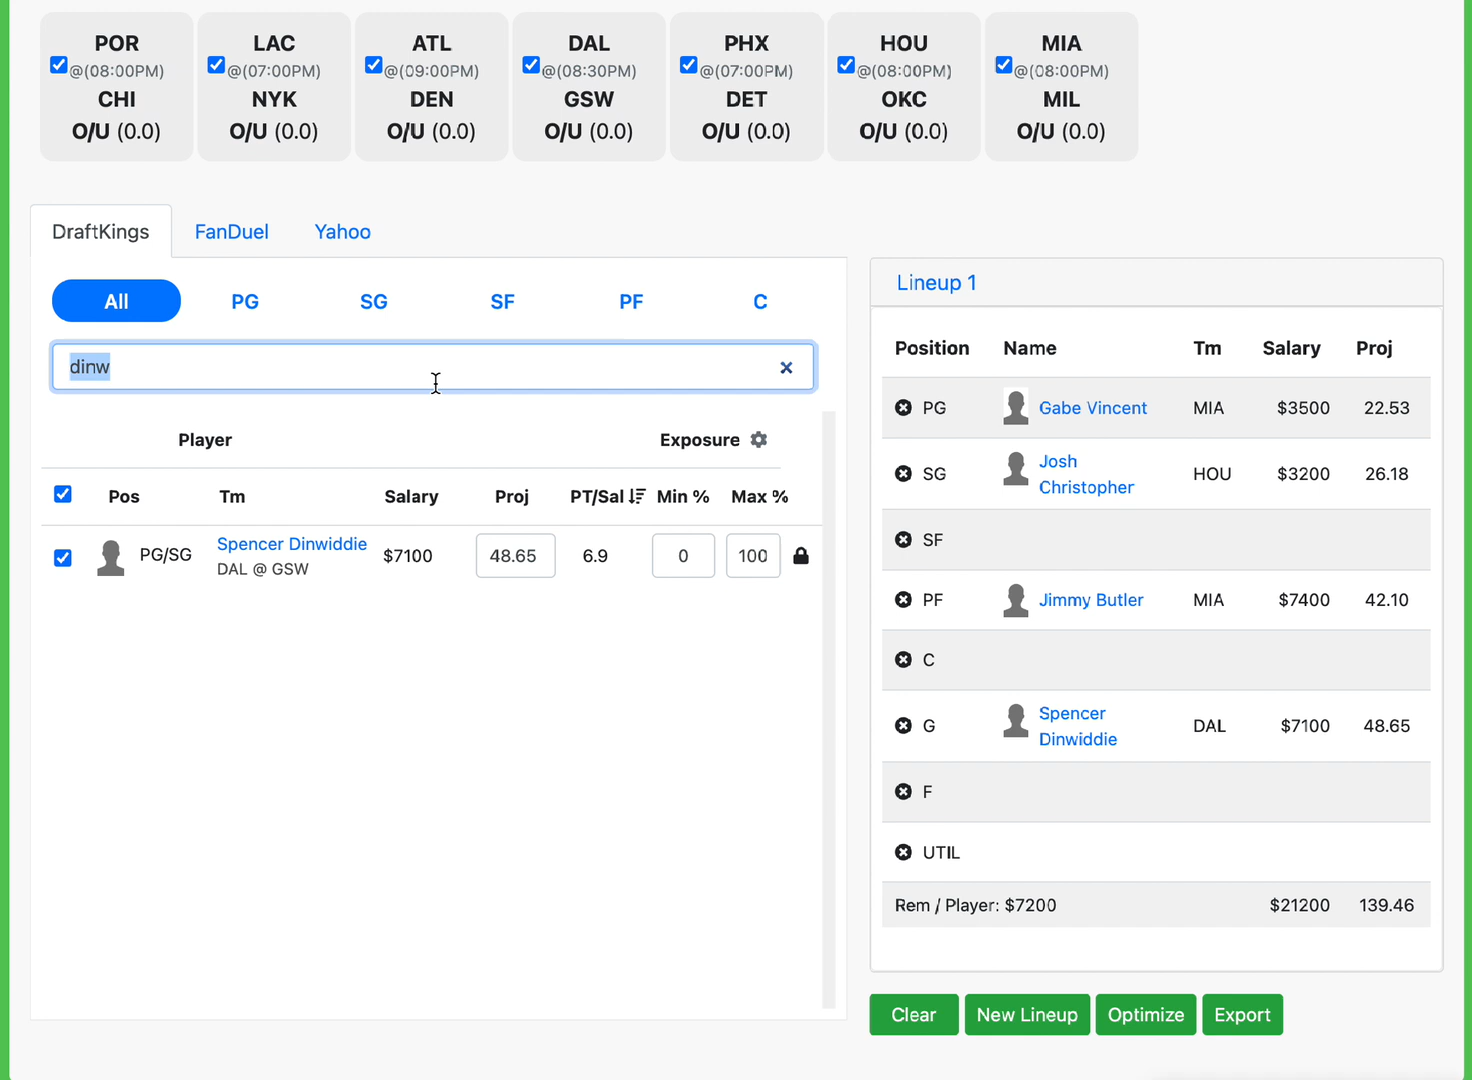 POR LAC ATL DAL PHX HOU MIA
@(08:00PM) @(07:00PM) @(09:00PM) @(08:30PM) @(07:00PM) @(08:00PM) @(08:00PM)
CHI NYK DEN GSW DET OKC MIL
O/U (0.0) O/U (0.0) O/U (0.0) O/U (0.0) O/U (0.0) O/U (0.0) O/U (0.0)
DraftKings FanDuel Yahoo
All PG SG SF PF C
dinw
Player Exposure
Pos Tm Salary Proj PT/Sal Min % Max %
PG/SG Spencer Dinwiddie $7100 48.65 6.9 0 100
DAL @ GSW
Lineup 1
Position Name Tm Salary Proj
PG Gabe Vincent MIA $3500 22.53
SG Josh Christopher HOU $3200 26.18
SF
PF Jimmy Butler MIA $7400 42.10
C
G Spencer Dinwiddie DAL $7100 48.65
F
UTIL
Rem / Player: $7200 $21200 139.46
Clear New Lineup Optimize Export